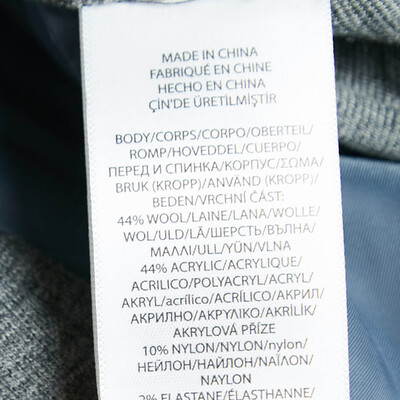 MADE IN CHINA
FABRIQUÉ EN CHINE
HECHO EN CHINA
ÇİN'DE ÜRETİLMİŞTİR
BODY/CORPS/CORPO/OBERTEIL/
ROMP/HOVEDDEL/CUERPO/
ПЕРЕД И СПИНКА/КОРПУС/ΣΩΜΑ/
BRUK (KROPP)/ANVÄND (KROPP)/
BEDEN/VRCHNÍ ČÁST:
44% WOOL/LAINE/LANA/WOLLE/
WOL/ULD/LÃ/ШЕРСТЬ/ВЪЛНА/
ΜΑΛΛΙ/ULL/YÜN/VLNA
44% ACRYLIC/ACRYLIQUE/
ACRILICO/POLYACRYL/ACRYL/
AKRYL/acrílico/ACRÍLICO/АКРИЛ/
АКРИЛНО/ΑΚΡΥΛΙΚΟ/AKRİLİK/
AKRYLOVÁ PŘÍZE
10% NYLON/NYLON/nylon/
НЕЙЛОН/НАЙЛОН/ΝΑΪΛΟΝ/
NAYLON
2% ELASTANE/ÉLASTHANNE/